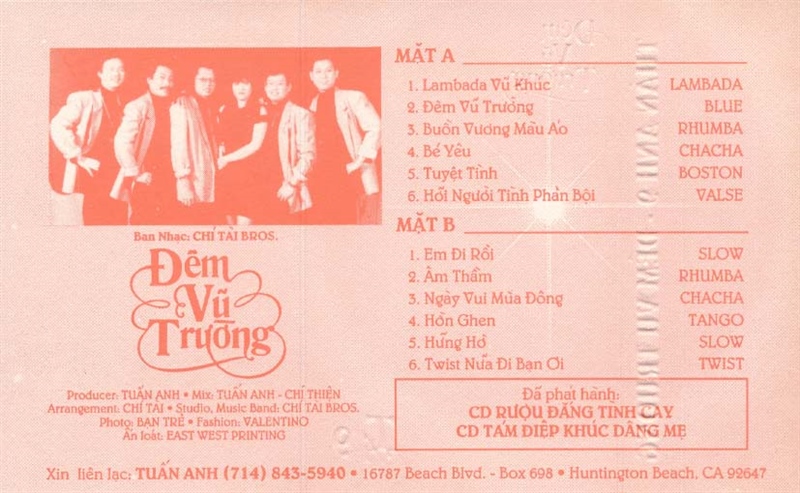 Ban Nhạc: CHÍ TÀI BROS.
Đêm
Vũ
Trường
Producer: TUẤN ANH • Mix: TUẤN ANH - CHÍ THIỆN
Arrangement: CHÍ TÀI • Studio, Music Band: CHÍ TÀI BROS.
Photo: BẠN TRẺ • Fashion: VALENTINO
Ấn loát: EAST WEST PRINTING
MẶT A
1. Lambada Vũ Khúc LAMBADA
2. Đêm Vũ Trường BLUE
3. Buồn Vương Màu Áo RHUMBA
4. Bé Yêu CHACHA
5. Tuyệt Tình BOSTON
6. Hỡi Người Tình Phản Bội VALSE
MẶT B
1. Em Đi Rồi SLOW
2. Âm Thầm RHUMBA
3. Ngày Vui Mùa Đông CHACHA
4. Hờn Ghen TANGO
5. Hững Hờ SLOW
6. Twist Nữa Đi Bạn Ơi TWIST
Đã phát hành:
CD RƯỢU ĐẮNG TÌNH CAY
CD TÁM ĐIỆP KHÚC DÂNG MẸ
Xin liên lạc: TUẤN ANH (714) 843-5940 • 16787 Beach Blvd. - Box 698 • Huntington Beach, CA 92647